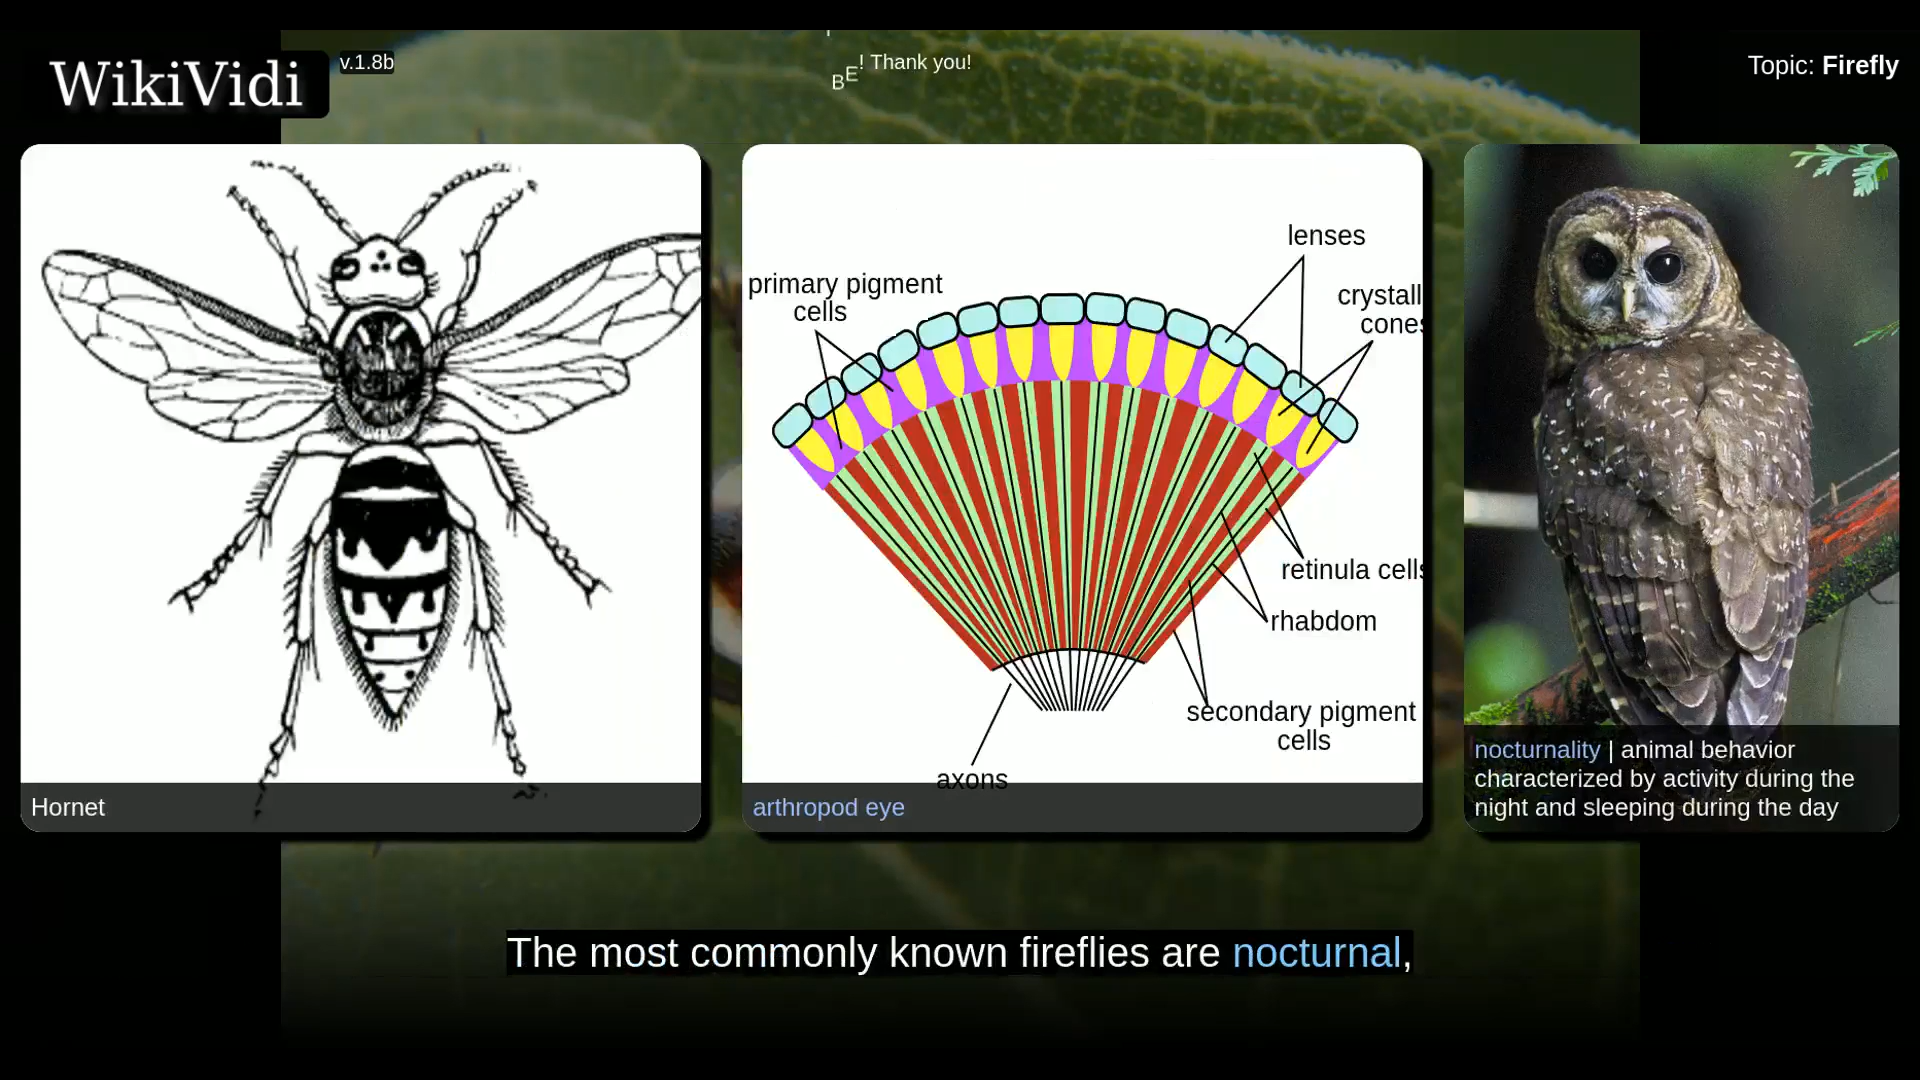 WikiVidi
v.1.8b
BE! Thank you!
Topic: Firefly
primary pigment
cells
lenses
crystall
cones
retinula cells
rhabdom
secondary pigment
cells
axons
Hornet
arthropod eye
nocturnality | animal behavior
characterized by activity during the
night and sleeping during the day
The most commonly known fireflies are nocturnal,